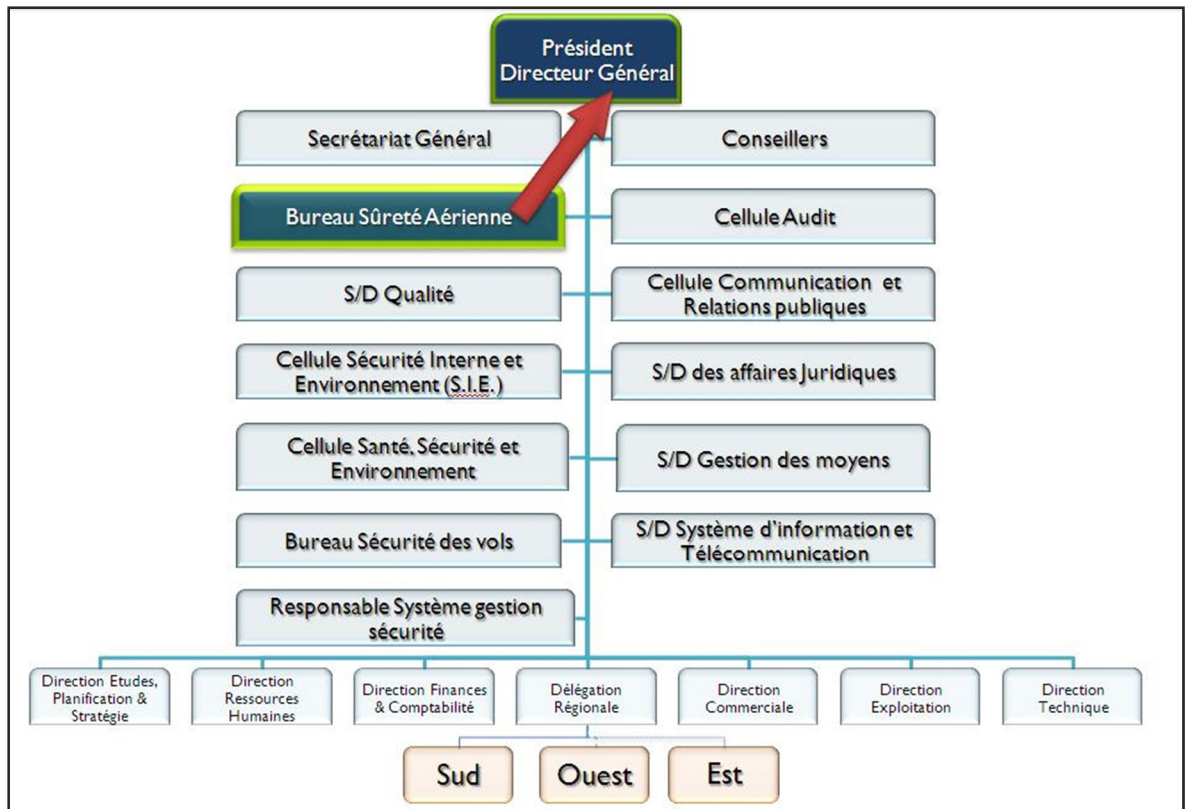 Président
Directeur Général
Secrétariat Général
Conseillers
Bureau Sûreté Aérienne
Cellule Audit
S/D Qualité
Cellule Communication et
Relations publiques
Cellule Sécurité Interne et
Environnement (S.I.E.)
S/D des affaires Juridiques
Cellule Santé, Sécurité et
Environnement
S/D Gestion des moyens
Bureau Sécurité des vols
S/D Système d'information et
Télécommunication
Responsable Système gestion
sécurité
Direction Etudes,
Planification &
Stratégie
Direction
Ressources
Humaines
Direction Finances
& Comptabilité
Délégation
Régionale
Direction
Commerciale
Direction
Exploitation
Direction
Technique
Sud
Ouest
Est